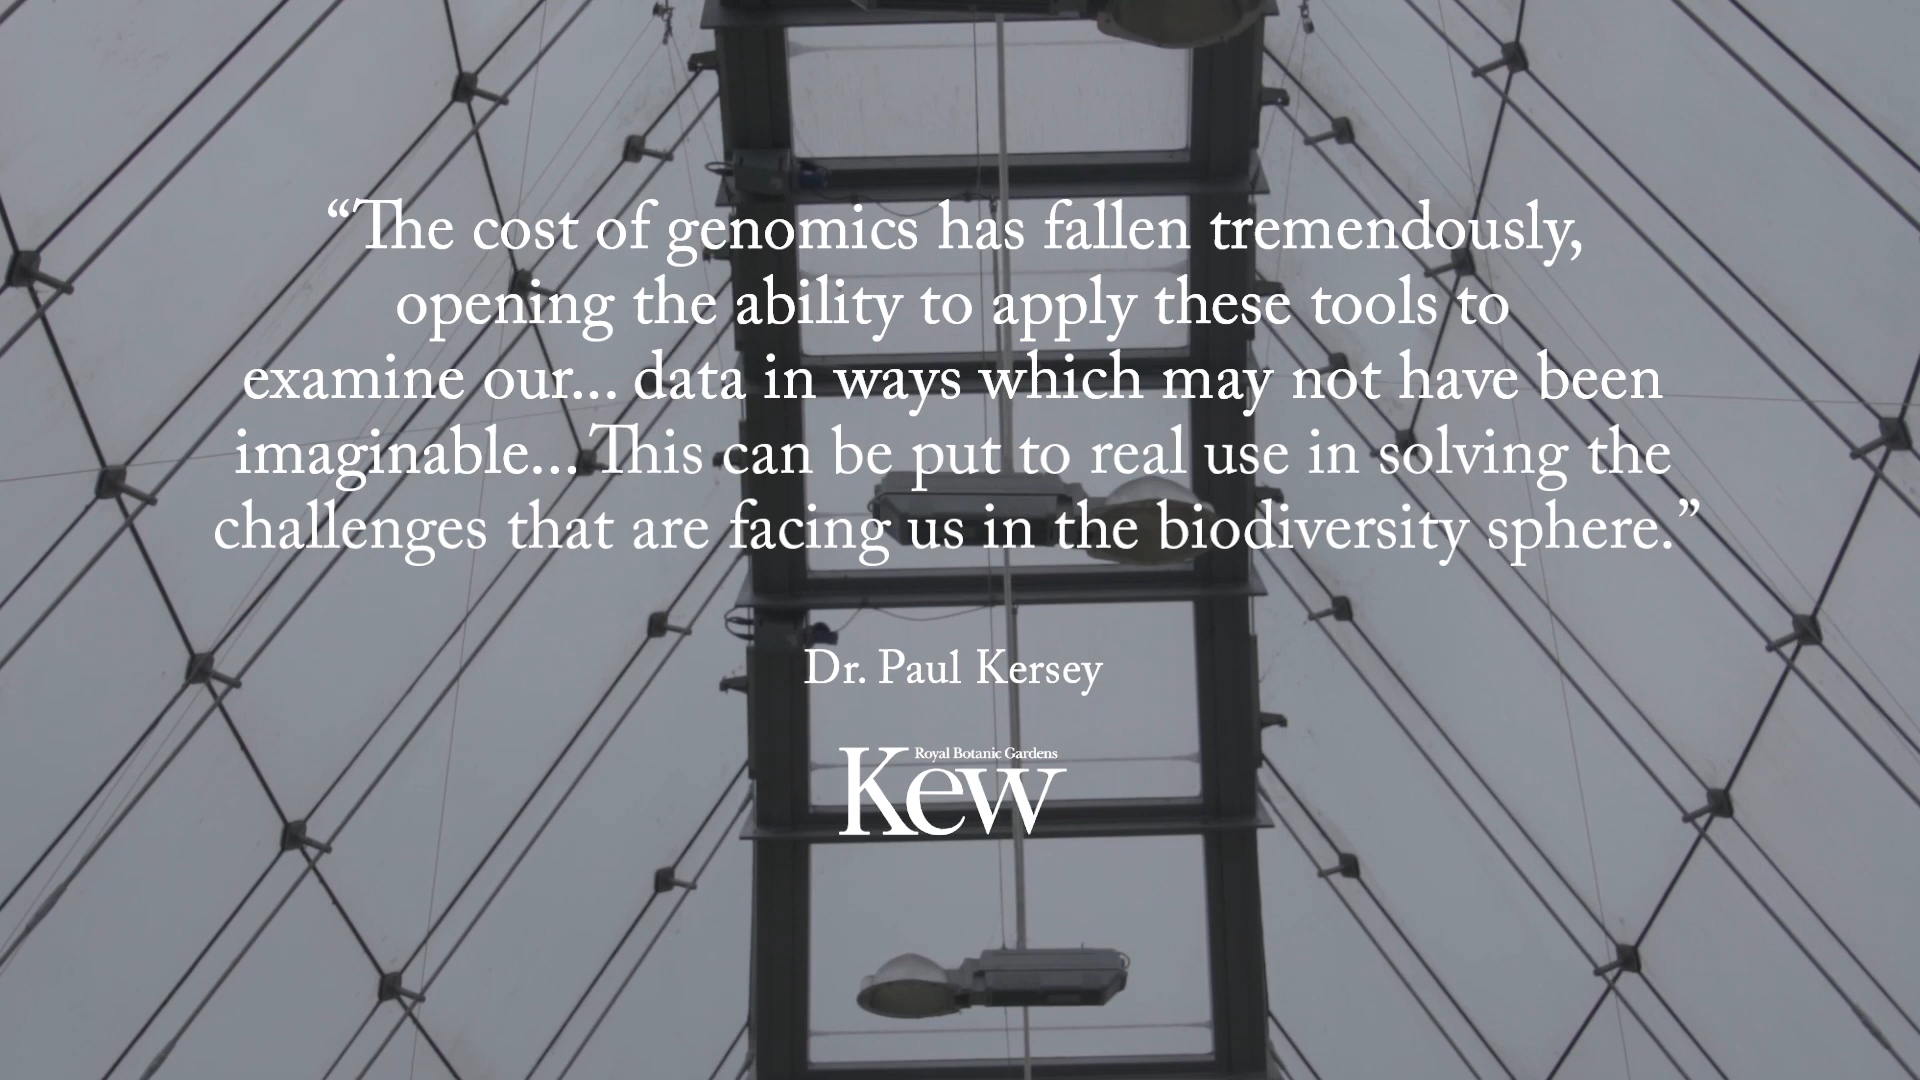 “The cost of genomics has fallen tremendously,
opening the ability to apply these tools to
examine our... data in ways which may not have been
imaginable... This can be put to real use in solving the
challenges that are facing us in the biodiversity sphere.”
Dr. Paul Kersey
Royal Botanic Gardens
Kew